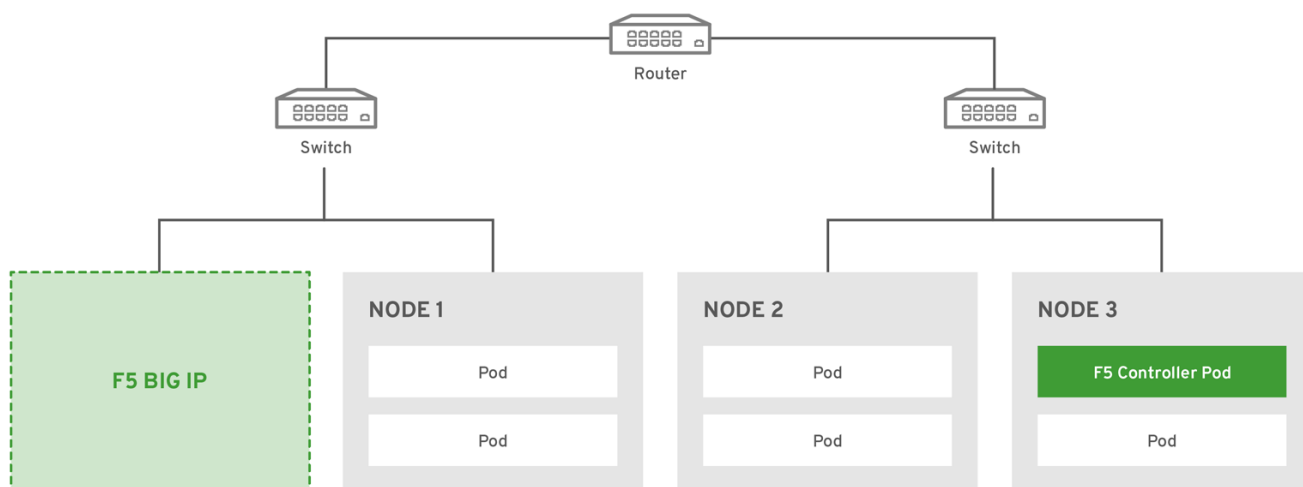 Router
Switch
Switch
F5 BIG IP
NODE 1
Pod
Pod
NODE 2
Pod
Pod
NODE 3
F5 Controller Pod
Pod